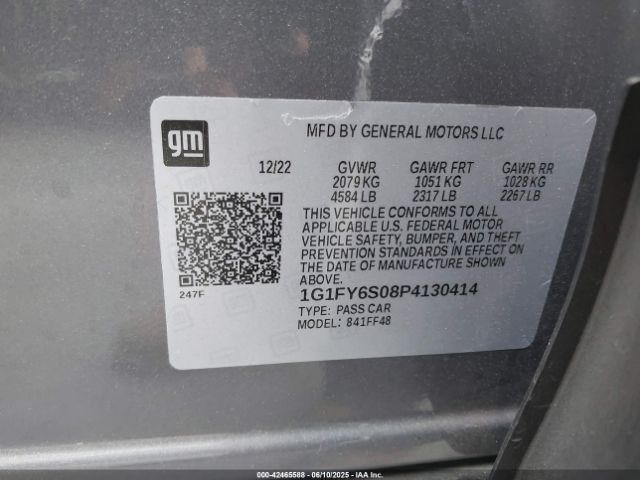 gm
MFD BY GENERAL MOTORS LLC
12/22 GVWR GAWR FRT GAWR RR
2079 KG 1051 KG 1028 KG
4584 LB 2317 LB 2267 LB
THIS VEHICLE CONFORMS TO ALL
APPLICABLE U.S. FEDERAL MOTOR
VEHICLE SAFETY, BUMPER, AND THEFT
PREVENTION STANDARDS IN EFFECT ON
THE DATE OF MANUFACTURE SHOWN
ABOVE.
247F
1G1FY6S08P4130414
TYPE: PASS CAR
MODEL: 841FF48
000-42465588 - 06/10/2025 - IAA Inc.